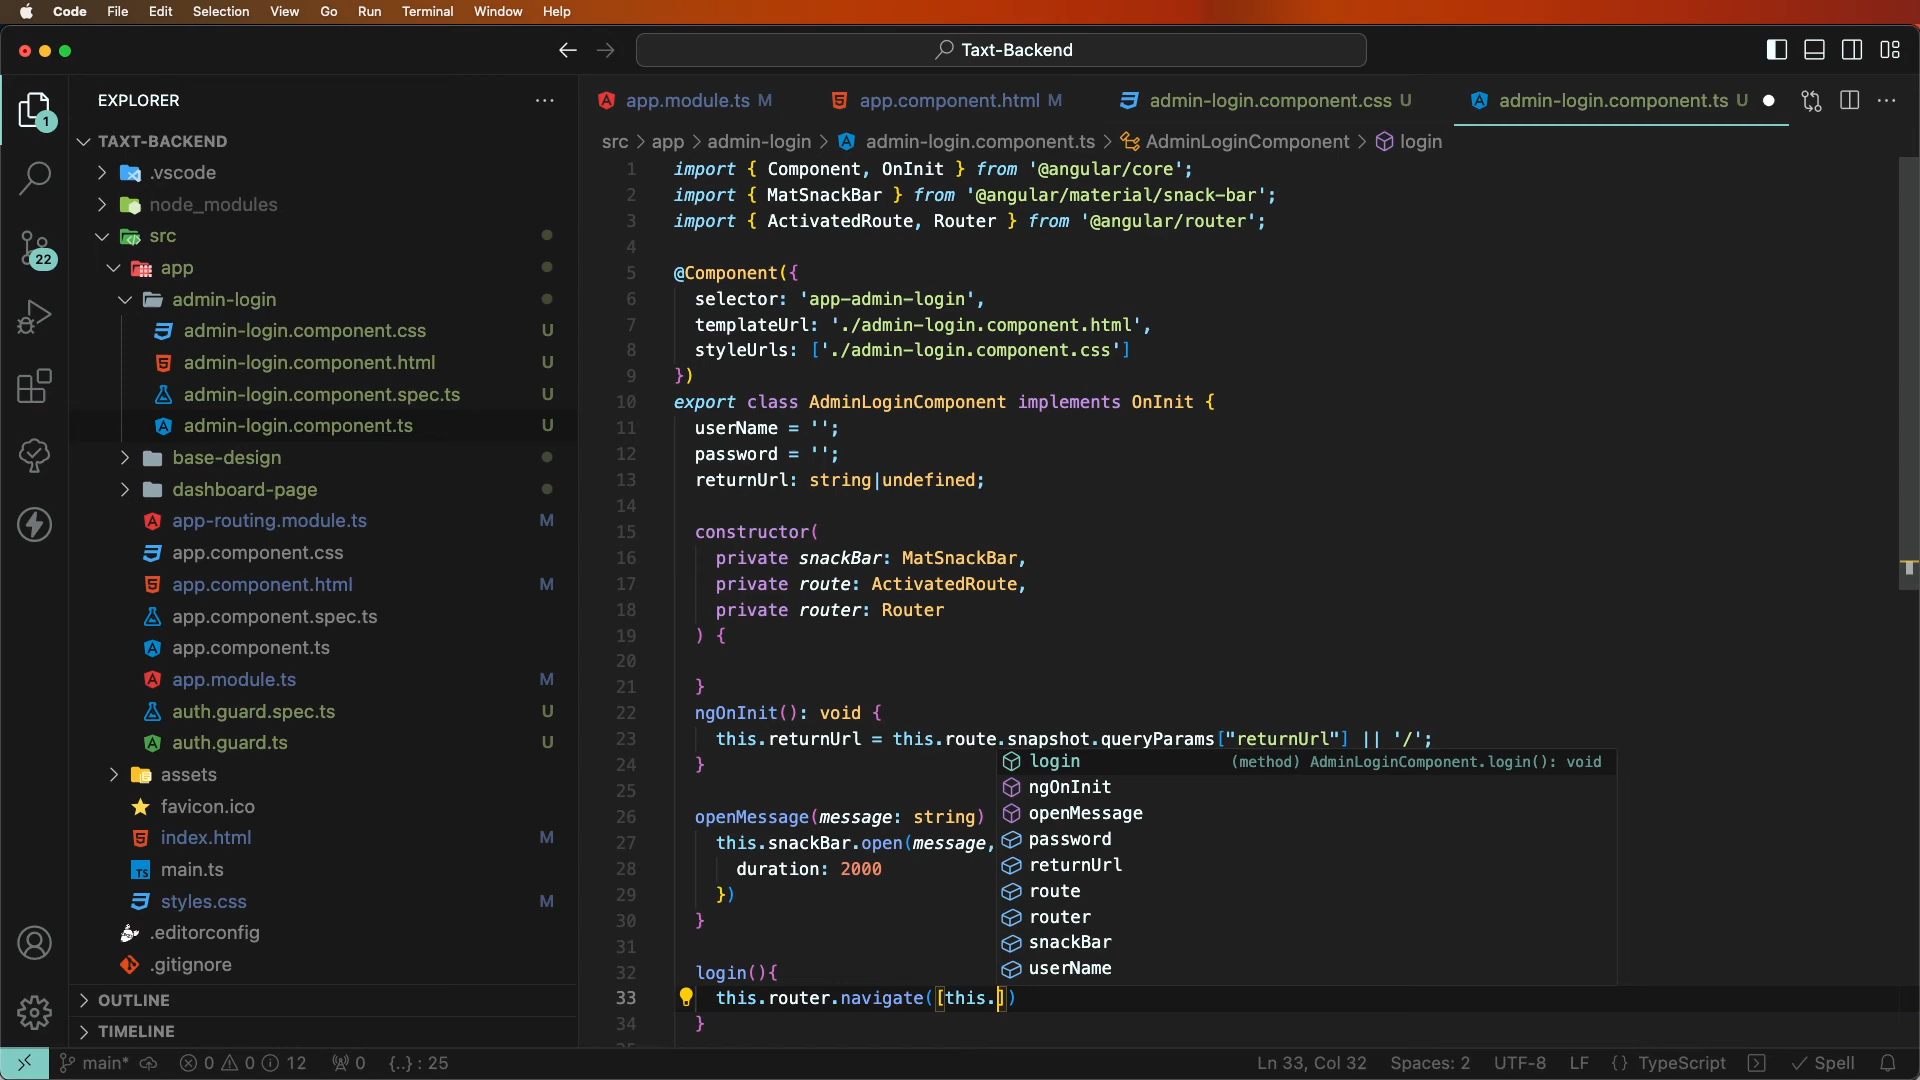 Code File Edit Selection View Go Run Terminal Window Help
Taxt-Backend
EXPLORER
TAXT-BACKEND
.vscode
node_modules
src
app
admin-login
admin-login.component.css U
admin-login.component.html U
admin-login.component.spec.ts U
admin-login.component.ts U
base-design
dashboard-page
app-routing.module.ts M
app.component.css
app.component.html M
app.component.spec.ts
app.component.ts
app.module.ts M
auth.guard.spec.ts U
auth.guard.ts U
assets
favicon.ico
index.html M
main.ts
styles.css M
.editorconfig
.gitignore
OUTLINE
TIMELINE
1
22
app.module.ts M app.component.html M admin-login.component.css U admin-login.component.ts U
src > app > admin-login > admin-login.component.ts > AdminLoginComponent > login
1 import { Component, OnInit } from '@angular/core';
2 import { MatSnackBar } from '@angular/material/snack-bar';
3 import { ActivatedRoute, Router } from '@angular/router';
4
5 @Component({
6 selector: 'app-admin-login',
7 templateUrl: './admin-login.component.html',
8 styleUrls: ['./admin-login.component.css']
9 })
10 export class AdminLoginComponent implements OnInit {
11 userName = '';
12 password = '';
13 returnUrl: string|undefined;
14
15 constructor(
16 private snackBar: MatSnackBar,
17 private route: ActivatedRoute,
18 private router: Router
19 ) {
20
21 }
22 ngOnInit(): void {
23 this.returnUrl = this.route.snapshot.queryParams["returnUrl"] || '/';
24 }
25
26 openMessage(message: string)
27 this.snackBar.open(message,
28 duration: 2000
29 })
30 }
31
32 login(){
33 this.router.navigate([this.])
34 }
login (method) AdminLoginComponent.login(): void
ngOnInit
openMessage
password
returnUrl
route
router
snackBar
userName
main* 0 0 12 0 {..} : 25 Ln 33, Col 32 Spaces: 2 UTF-8 LF {} TypeScript Spell